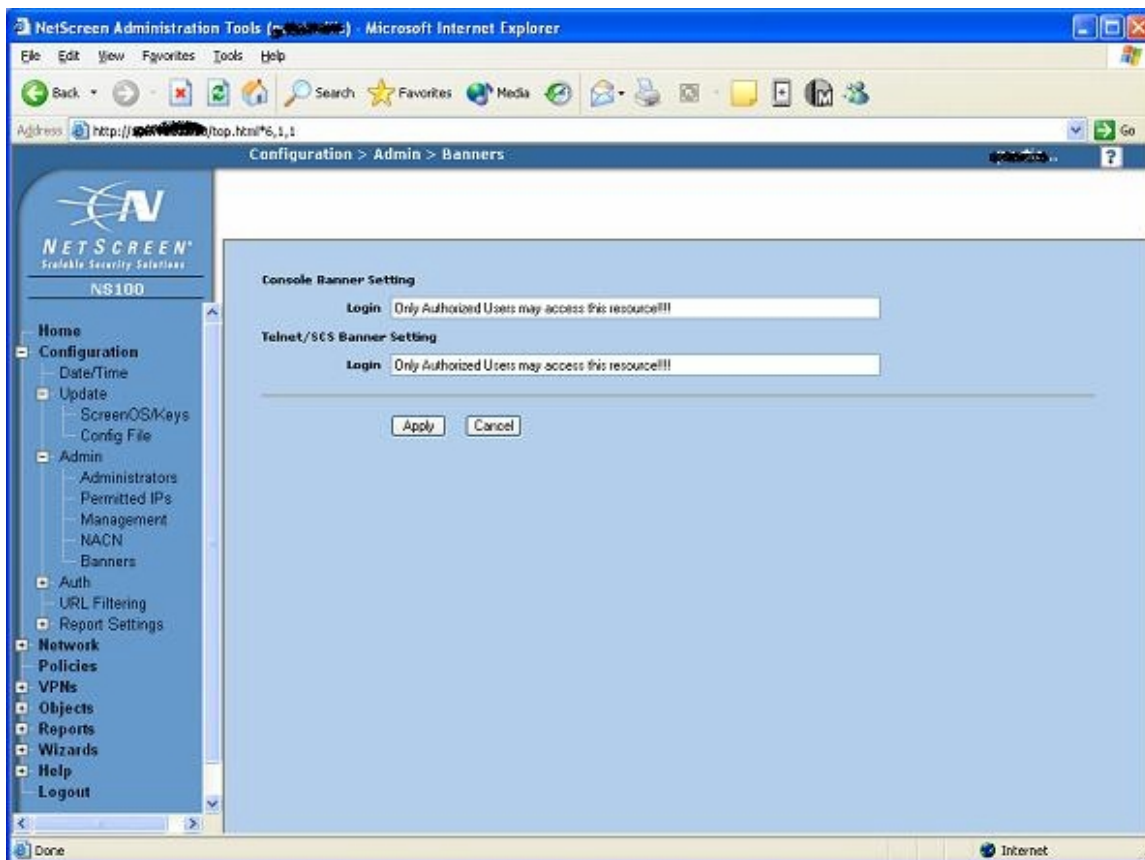 NetScreen Administration Tools ( ) - Microsoft Internet Explorer
File Edit View Favorites Tools Help
Back Search Favorites Media
Address http:// /top.html*6,1,1 Go
Configuration > Admin > Banners ?
N
NETSCREEN
Scalable Security Solutions
NS100
Home
Configuration
Date/Time
Update
ScreenOS/Keys
Config File
Admin
Administrators
Permitted IPs
Management
NACN
Banners
Auth
URL Filtering
Report Settings
Network
Policies
VPNs
Objects
Reports
Wizards
Help
Logout
Console Banner Setting
Login Only Authorized Users may access this resource!!!!
Telnet/SCS Banner Setting
Login Only Authorized Users may access this resource!!!!
Apply Cancel
Done Internet